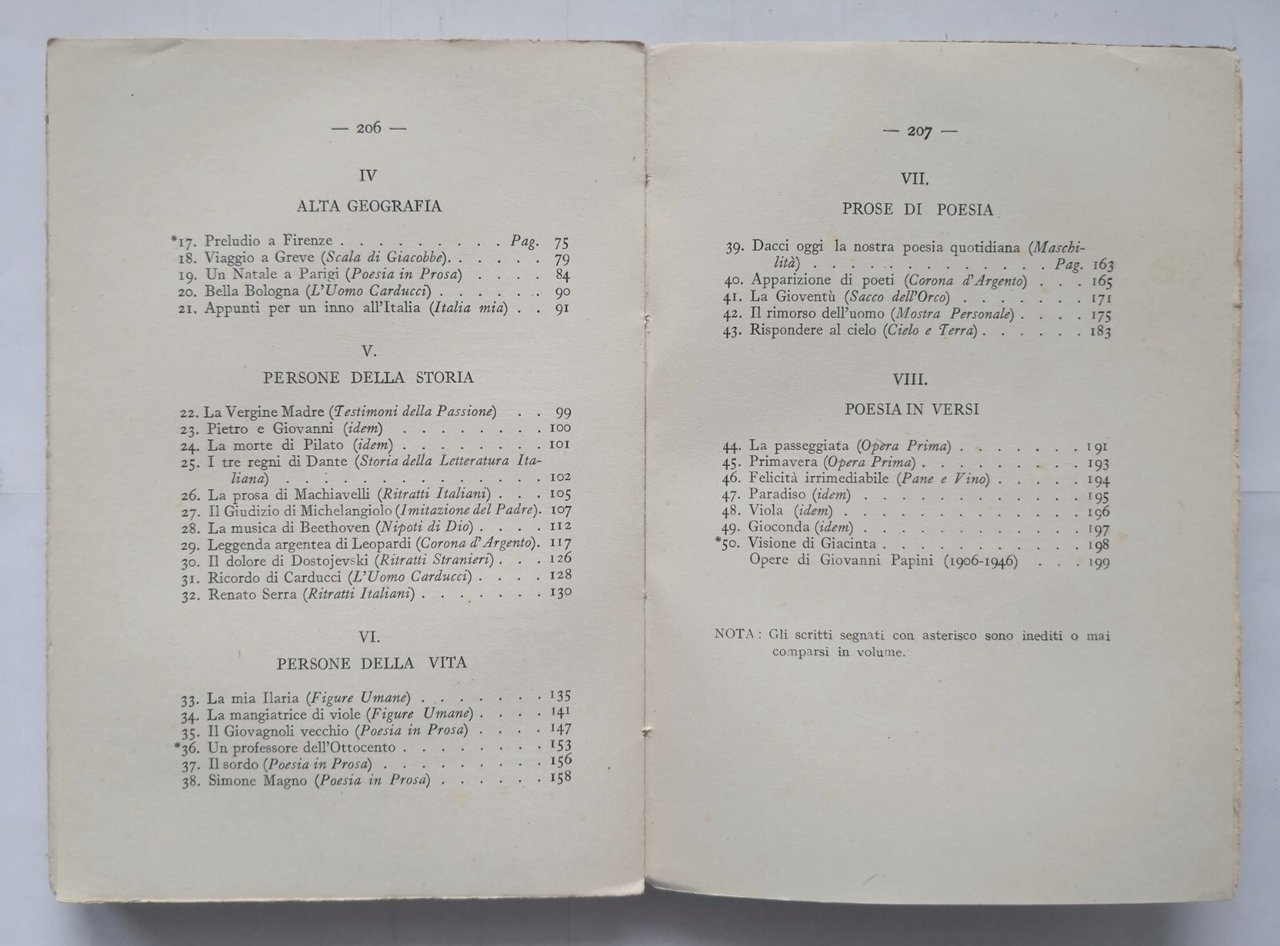 — 206 —
IV
ALTA GEOGRAFIA
*17. Preludio a Firenze . . . . . . . . . Pag. 75
18. Viaggio a Greve (Scala di Giacobbe). . . . . . 79
19. Un Natale a Parigi (Poesia in Prosa) . . . . 84
20. Bella Bologna (L'Uomo Carducci) . . . . . . 90
21. Appunti per un inno all'Italia (Italia mia) . . 91
V.
PERSONE DELLA STORIA
22. La Vergine Madre (Testimoni della Passione) . . 99
23. Pietro e Giovanni (idem) . . . . . . . . 100
24. La morte di Pilato (idem) . . . . . . . . 101
25. I tre regni di Dante (Storia della Letteratura Ita-
liana) . . . . . . . . . . . . . . 102
26. La prosa di Machiavelli (Ritratti Italiani) . . . 105
27. Il Giudizio di Michelangiolo (Imitazione del Padre). 107
28. La musica di Beethoven (Nipoti di Dio) . . . . 112
29. Leggenda argentea di Leopardi (Corona d'Argento). 117
30. Il dolore di Dostojevski (Ritratti Stranieri) . . . 126
31. Ricordo di Carducci (L'Uomo Carducci) . . . . 128
32. Renato Serra (Ritratti Italiani) . . . . . . . 130
VI.
PERSONE DELLA VITA
33. La mia Ilaria (Figure Umane) . . . . . . . 135
34. La mangiatrice di viole (Figure Umane) . . . . 141
35. Il Giovagnoli vecchio (Poesia in Prosa) . . . . 147
*36. Un professore dell'Ottocento . . . . . . . . 153
37. Il sordo (Poesia in Prosa) . . . . . . . . . 156
38. Simone Magno (Poesia in Prosa) . . . . . . 158
— 207 —
VII.
PROSE DI POESIA
39. Dacci oggi la nostra poesia quotidiana (Maschi-
lità) . . . . . . . . . . . . . Pag. 163
40. Apparizione di poeti (Corona d'Argento) . . . 165
41. La Gioventù (Sacco dell'Orco) . . . . . . . 171
42. Il rimorso dell'uomo (Mostra Personale) . . . . 175
43. Rispondere al cielo (Cielo e Terra) . . . . . . 183
VIII.
POESIA IN VERSI
44. La passeggiata (Opera Prima) . . . . . . . 191
45. Primavera (Opera Prima) . . . . . . . . . 193
46. Felicità irrimediabile (Pane e Vino) . . . . . 194
47. Paradiso (idem) . . . . . . . . . . . . 195
48. Viola (idem) . . . . . . . . . . . . . 196
49. Gioconda (idem) . . . . . . . . . . . . 197
*50. Visione di Giacinta . . . . . . . . . . . 198
Opere di Giovanni Papini (1906-1946) . . . 199
NOTA : Gli scritti segnati con asterisco sono inediti o mai
comparsi in volume.